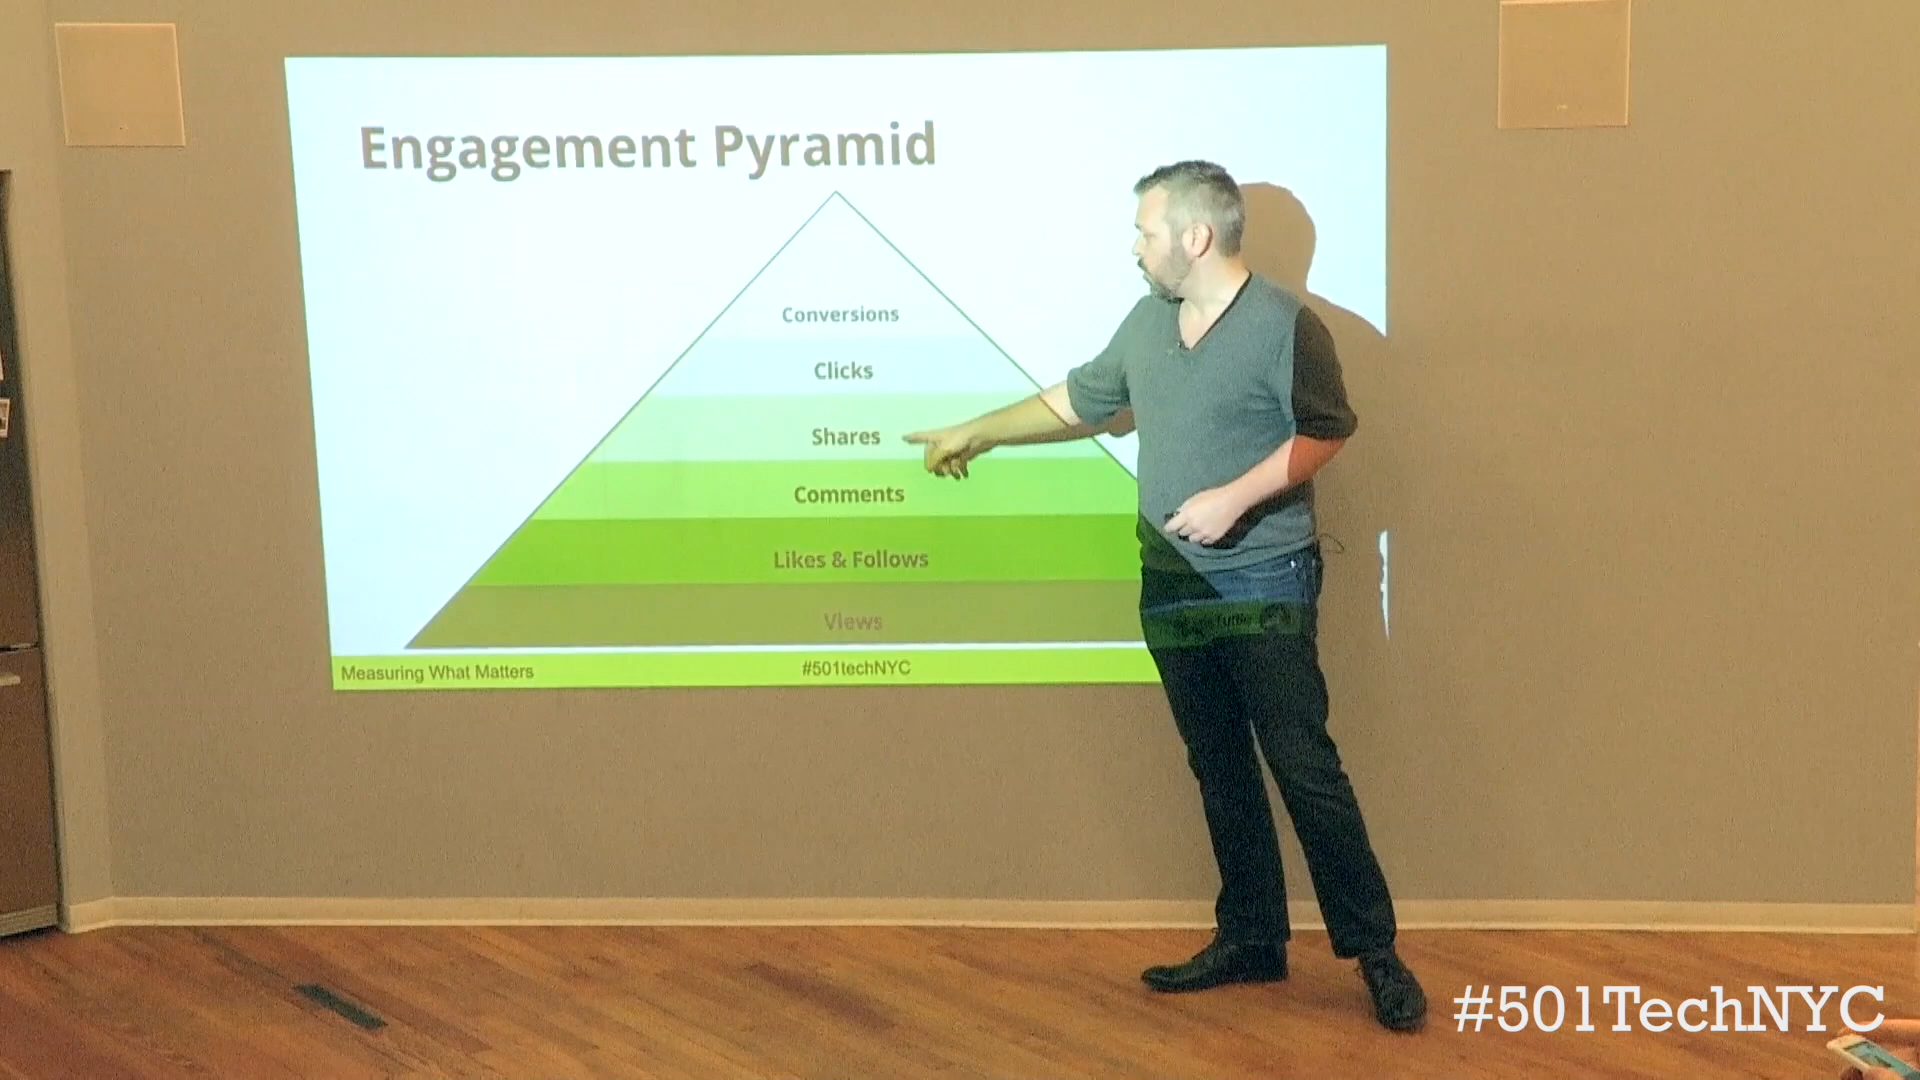 Engagement Pyramid
Conversions
Clicks
Shares
Comments
Likes & Follows
Views
Measuring What Matters
#501techNYC
#501TechNYC